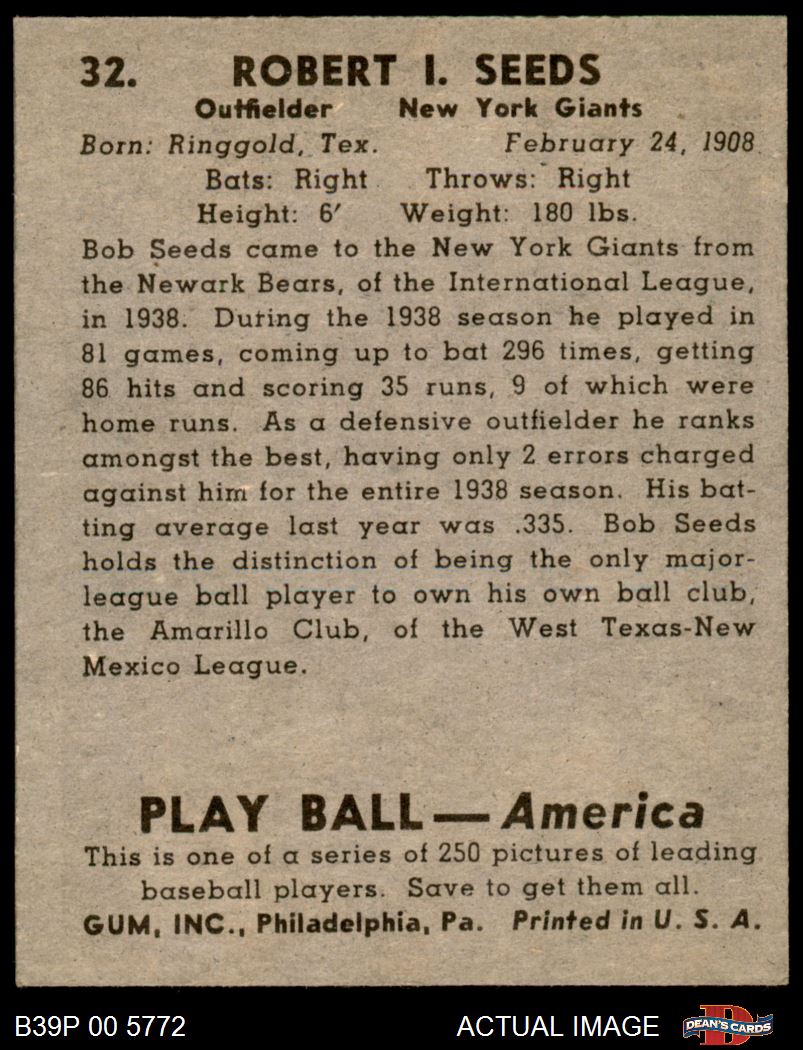 32. ROBERT I. SEEDS
Outfielder New York Giants
Born: Ringgold, Tex. February 24, 1908
Bats: Right Throws: Right
Height: 6' Weight: 180 lbs.
Bob Seeds came to the New York Giants from
the Newark Bears, of the International League,
in 1938. During the 1938 season he played in
81 games, coming up to bat 296 times, getting
86 hits and scoring 35 runs, 9 of which were
home runs. As a defensive outfielder he ranks
amongst the best, having only 2 errors charged
against him for the entire 1938 season. His bat-
ting average last year was .335. Bob Seeds
holds the distinction of being the only major-
league ball player to own his own ball club,
the Amarillo Club, of the West Texas-New
Mexico League.
PLAY BALL — America
This is one of a series of 250 pictures of leading
baseball players. Save to get them all.
GUM, INC., Philadelphia, Pa. Printed in U. S. A.
B39P 00 5772 ACTUAL IMAGE DEAN'S CARDS